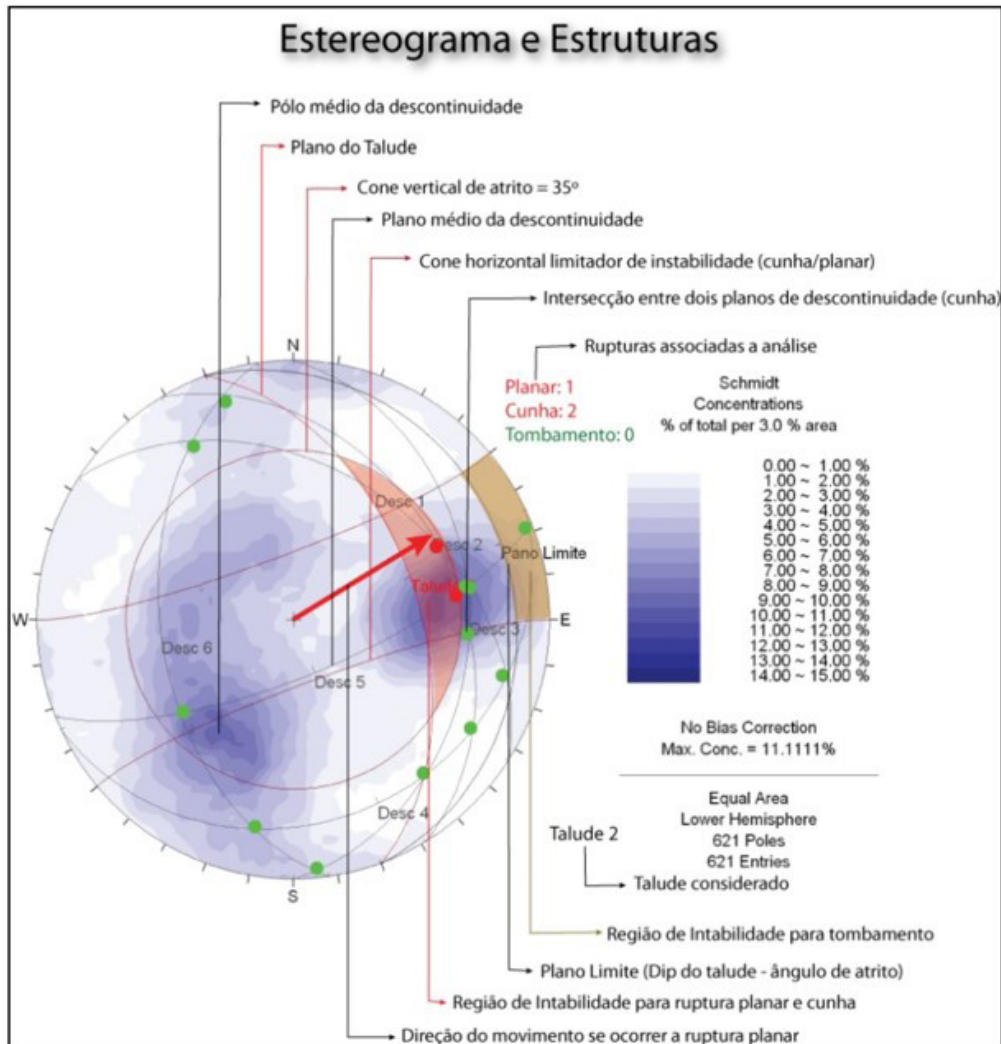 Estereograma e Estruturas
Pólo médio da descontinuidade
Plano do Talude
Cone vertical de atrito = 35º
Plano médio da descontinuidade
Cone horizontal limitador de instabilidade (cunha/planar)
Intersecção entre dois planos de descontinuidade (cunha)
Rupturas associadas a análise
Planar: 1
Cunha: 2
Tombamento: 0
Schmidt
Concentrations
% of total per 3.0 % area
0.00 ~ 1.00 %
1.00 ~ 2.00 %
2.00 ~ 3.00 %
3.00 ~ 4.00 %
4.00 ~ 5.00 %
5.00 ~ 6.00 %
6.00 ~ 7.00 %
7.00 ~ 8.00 %
8.00 ~ 9.00 %
9.00 ~ 10.00 %
10.00 ~ 11.00 %
11.00 ~ 12.00 %
12.00 ~ 13.00 %
13.00 ~ 14.00 %
14.00 ~ 15.00 %
No Bias Correction
Max. Conc. = 11.1111%
Equal Area
Lower Hemisphere
621 Poles
621 Entries
N
Desc 1
Desc 2
Pano Limite
W
E
Desc 3
Desc 6
Desc 5
Desc 4
S
Talude 2
Talude considerado
Região de Intabilidade para tombamento
Plano Limite (Dip do talude - ângulo de atrito)
Região de Intabilidade para ruptura planar e cunha
Direção do movimento se ocorrer a ruptura planar